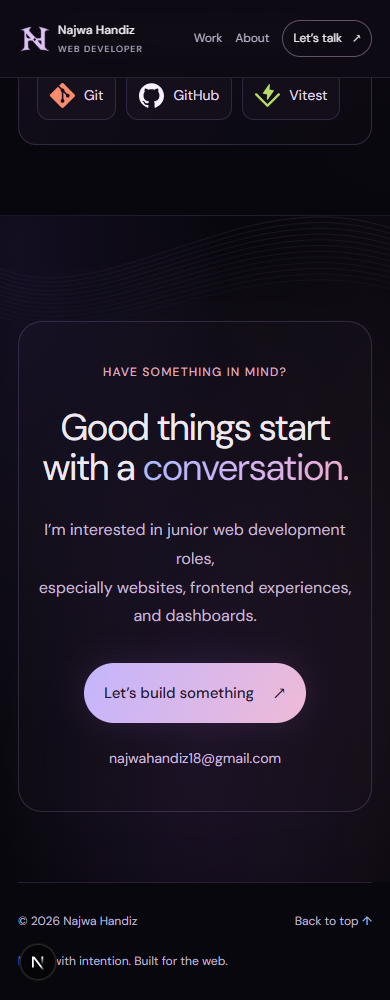 Najwa Handiz
WEB DEVELOPER
Work About Let's talk ↗
Git GitHub Vitest
HAVE SOMETHING IN MIND?
Good things start
with a conversation.
I'm interested in junior web development
roles,
especially websites, frontend experiences,
and dashboards.
Let's build something ↗
najwahandiz18@gmail.com
© 2026 Najwa Handiz Back to top ↑
with intention. Built for the web.